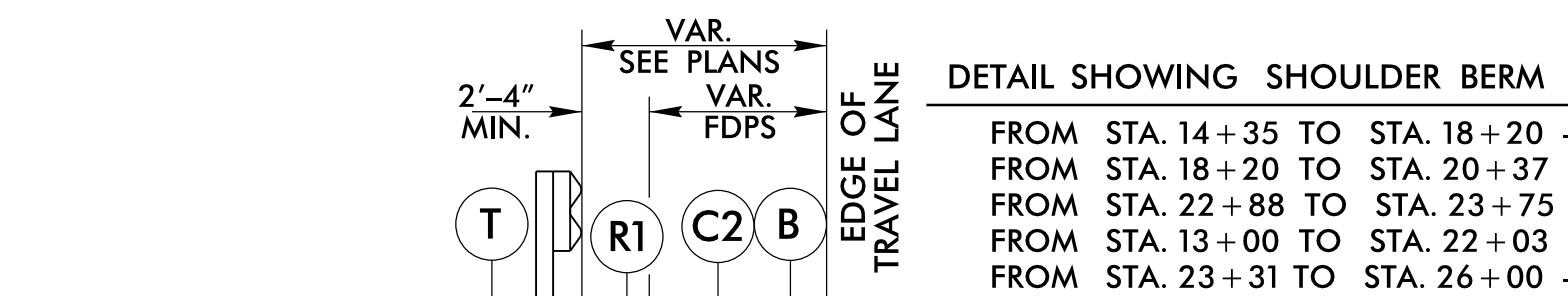 VAR.
SEE PLANS
2'–4"
MIN.
VAR.
FDPS
EDGE OF
TRAVEL LANE
T
R1
C2
B
DETAIL SHOWING SHOULDER BERM
FROM STA. 14+35 TO STA. 18+20 -
FROM STA. 18+20 TO STA. 20+37
FROM STA. 22+88 TO STA. 23+75
FROM STA. 13+00 TO STA. 22+03
FROM STA. 23+31 TO STA. 26+00 -